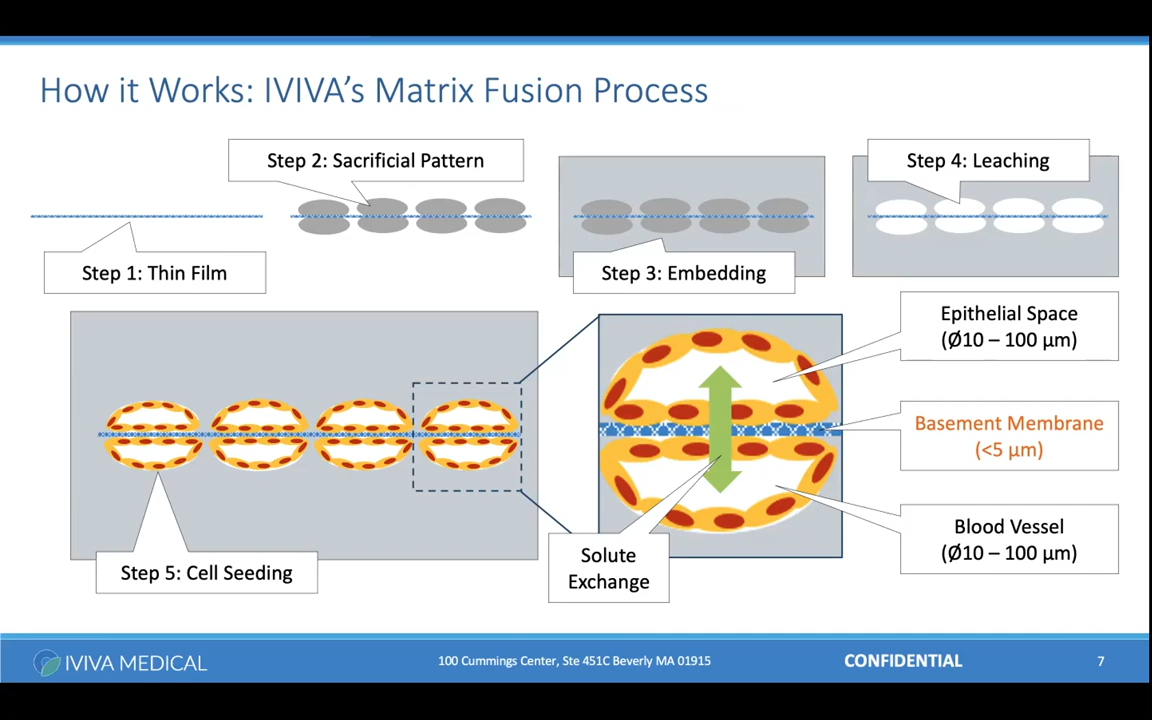 How it Works: IVIVA's Matrix Fusion Process
Step 2: Sacrificial Pattern
Step 4: Leaching
Step 1: Thin Film
Step 3: Embedding
Epithelial Space
(Ø10 – 100 µm)
Basement Membrane
(<5 µm)
Blood Vessel
(Ø10 – 100 µm)
Solute
Exchange
Step 5: Cell Seeding
IVIVA MEDICAL
100 Cummings Center, Ste 451C Beverly MA 01915
CONFIDENTIAL
7